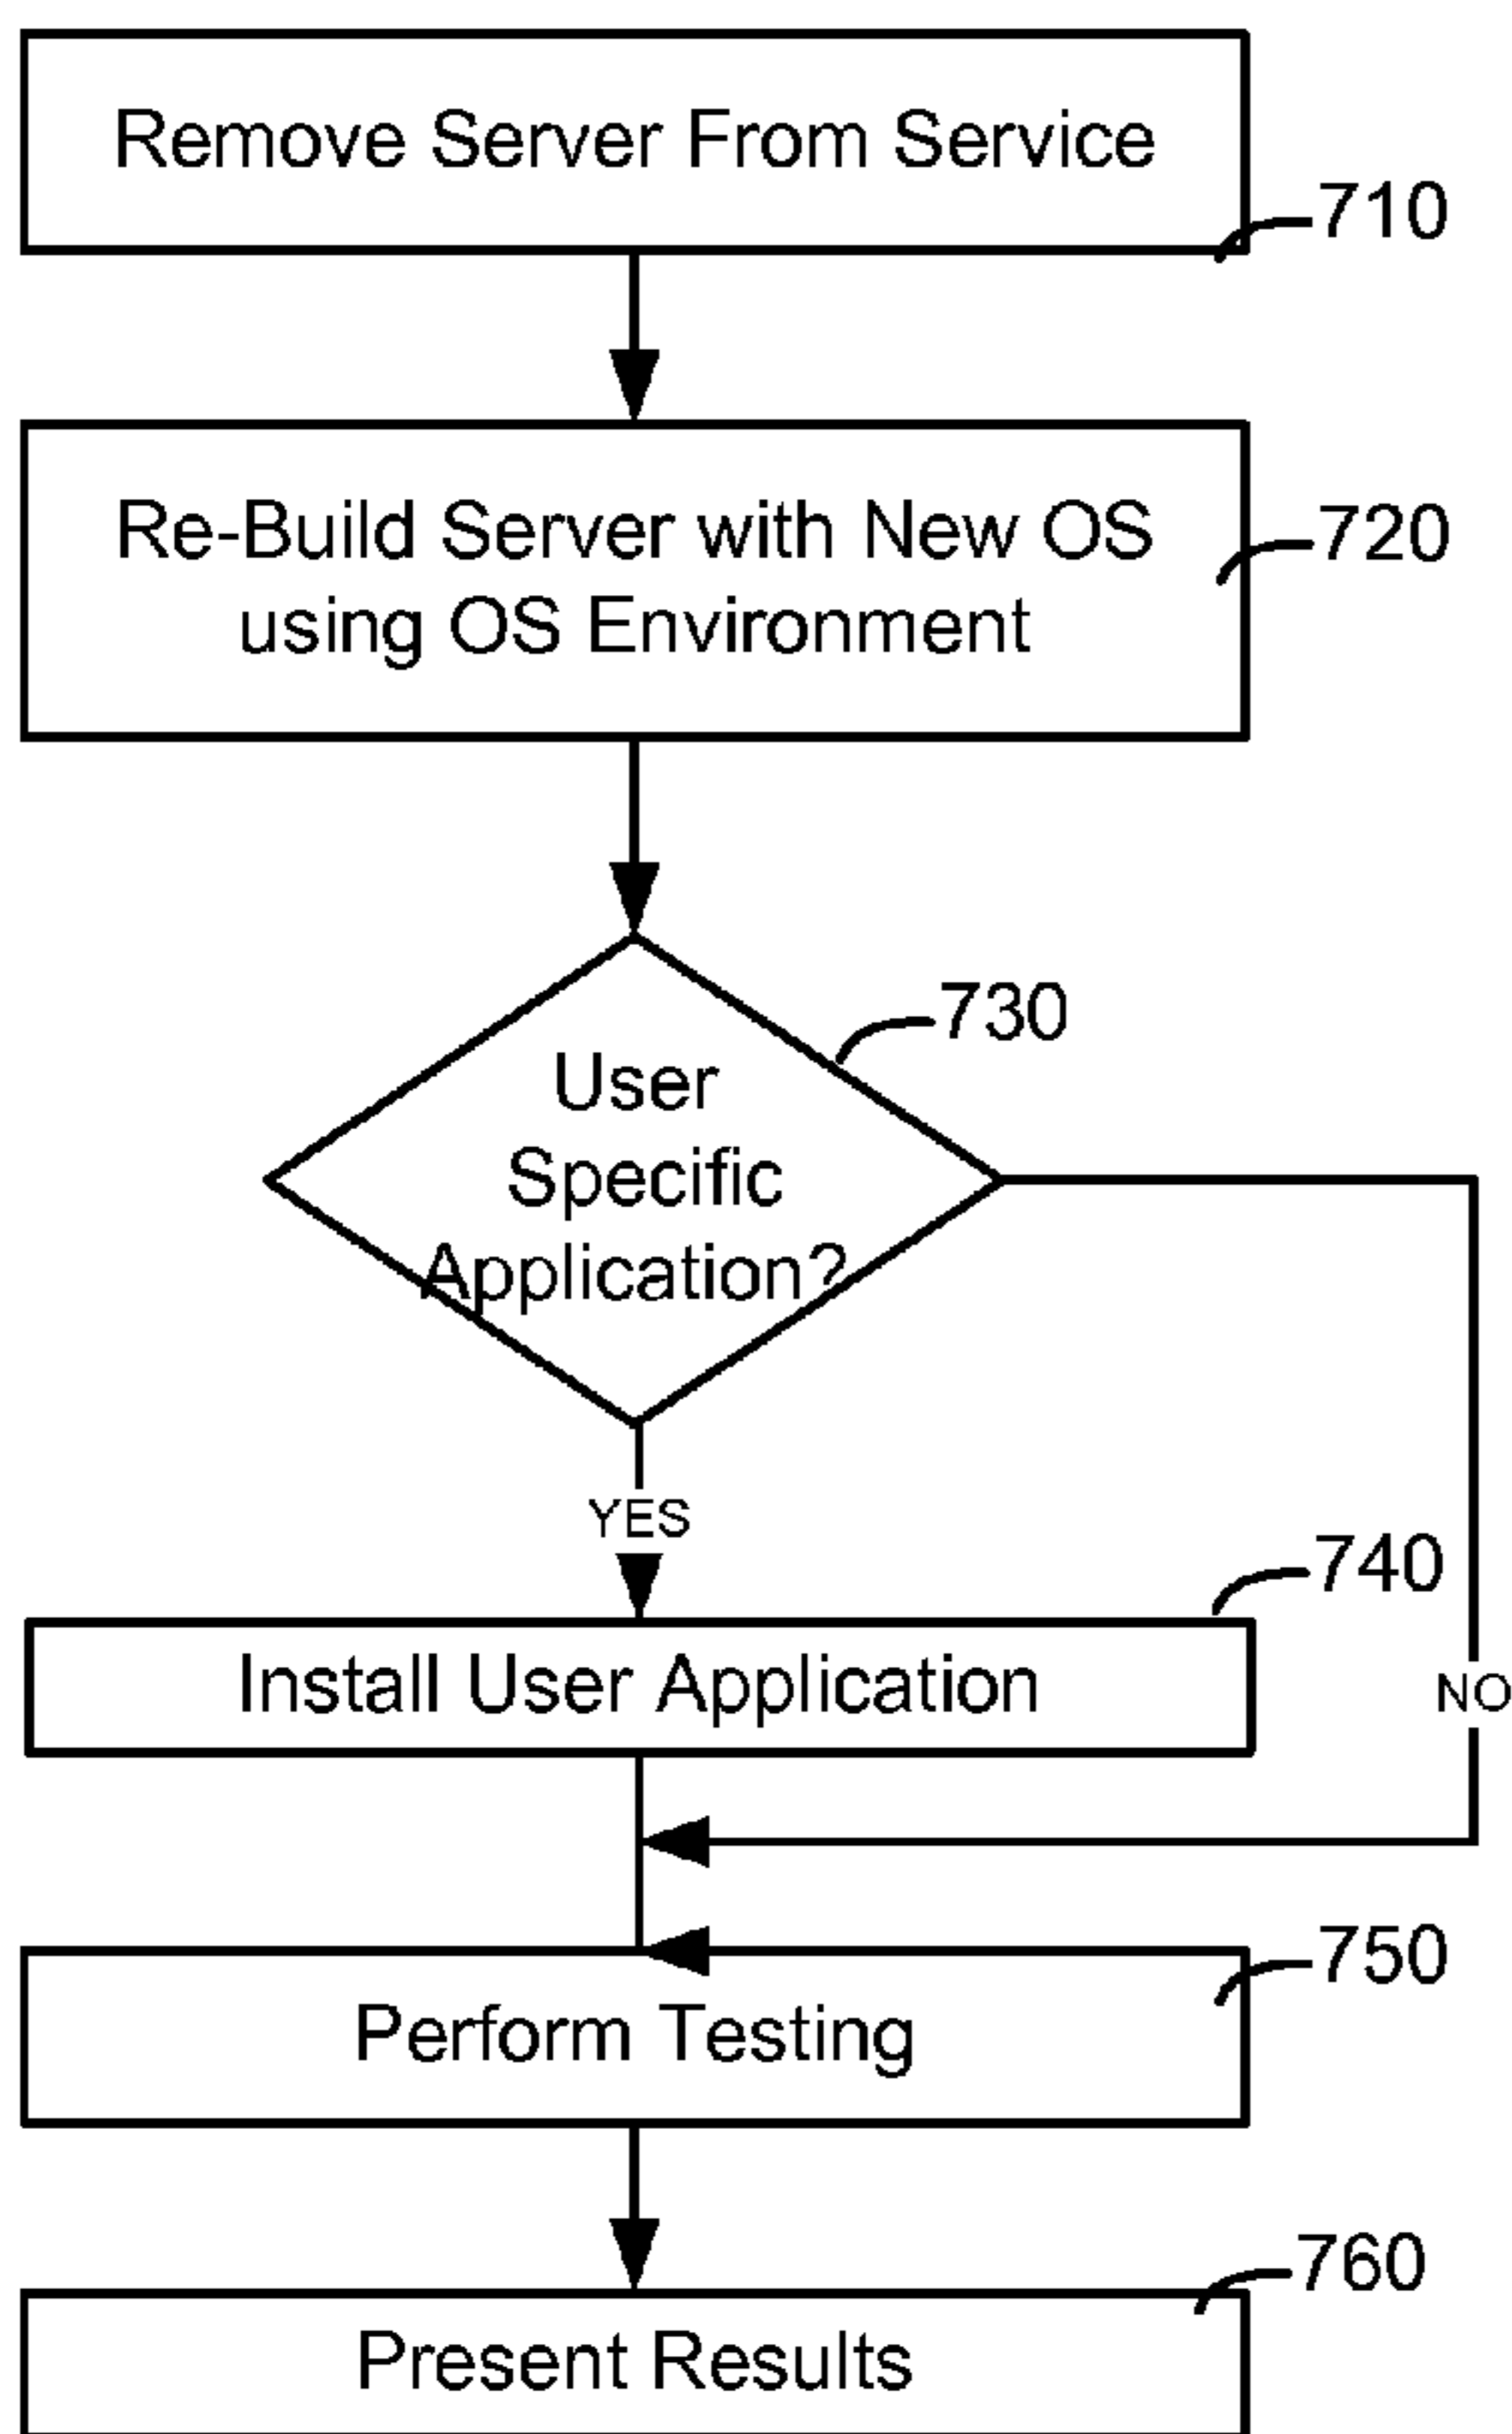 Remove Server From Service
710
Re-Build Server with New OS
using OS Environment
720
730
User
Specific
Application?
YES
740
Install User Application
NO
750
Perform Testing
760
Present Results